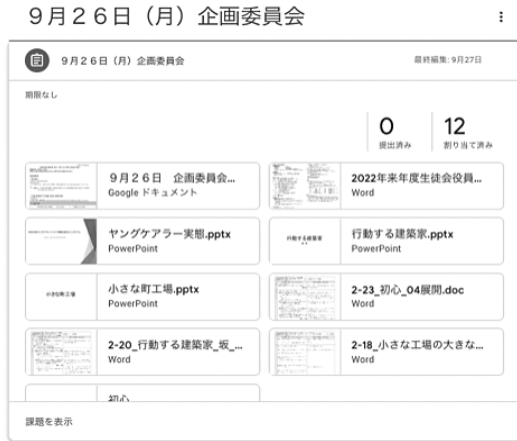 9月26日（月）企画委員会
9月26日（月）企画委員会
最終編集: 9月27日
期限なし
0
提出済み
12
割り当て済み
9月26日　企画委員会...
Google ドキュメント
2022年来年度生徒会役員...
Word
ヤングケアラー実態.pptx
PowerPoint
行動する建築家
行動する建築家.pptx
PowerPoint
小さな町工場
小さな町工場.pptx
PowerPoint
2-23_初心_04展開.doc
Word
2-20_行動する建築家_坂_...
Word
2-18_小さな工場の大きな...
Word
初心
課題を表示